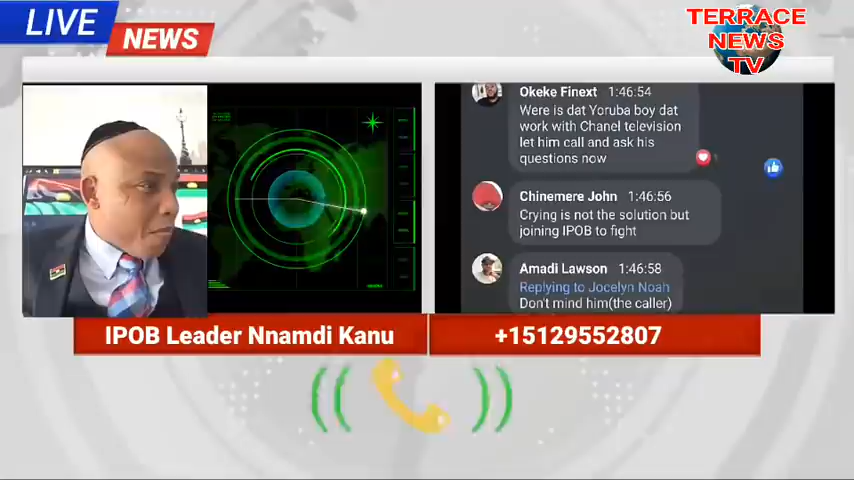 LIVE
NEWS
TERRACE
NEWS
TV
Okeke Finext 1:46:54
Were is dat Yoruba boy dat
work with Chanel television
let him call and ask his
questions now
Chinemere John 1:46:56
Crying is not the solution but
joining IPOB to fight
Amadi Lawson 1:46:58
Replying to Jocelyn Noah
Don't mind him(the caller)
IPOB Leader Nnamdi Kanu
+15129552807